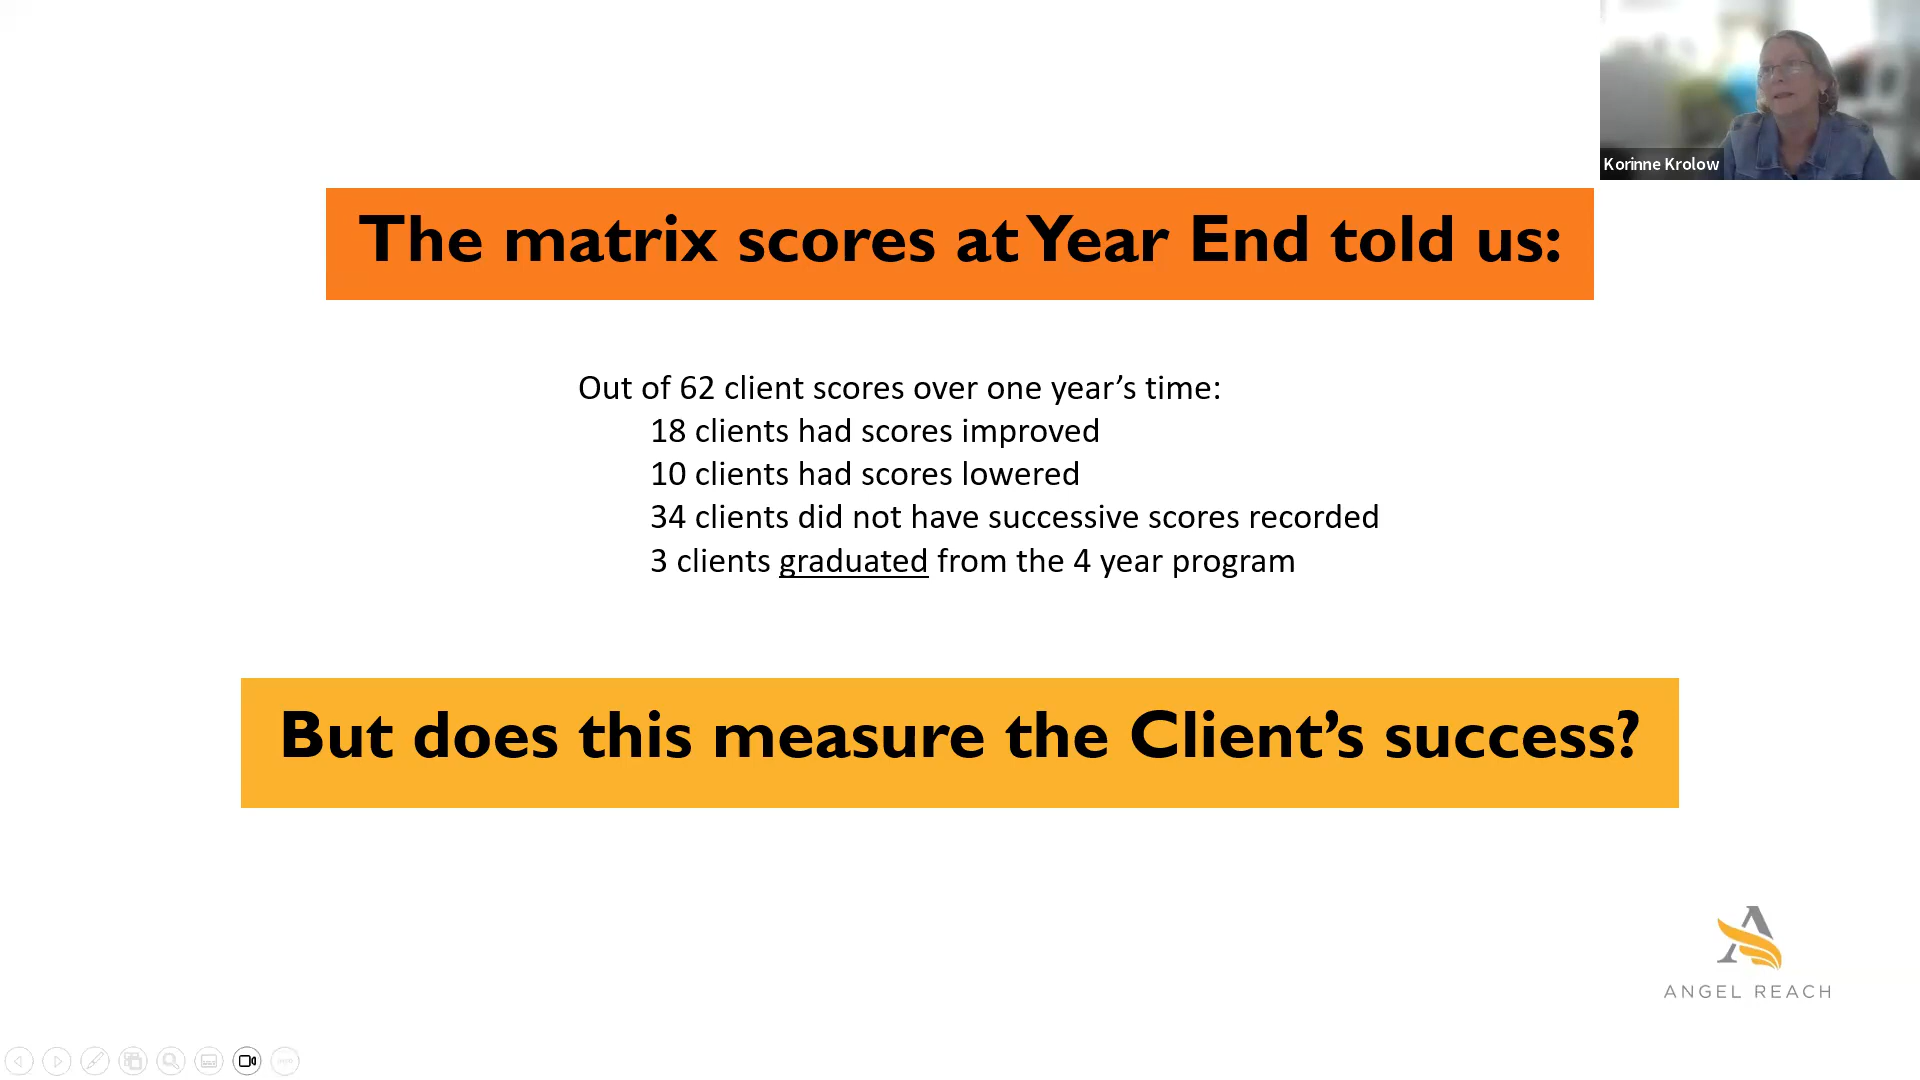 Korinne Krolow
The matrix scores at Year End told us:
Out of 62 client scores over one year’s time:
18 clients had scores improved
10 clients had scores lowered
34 clients did not have successive scores recorded
3 clients graduated from the 4 year program
But does this measure the Client’s success?
A
ANGEL REACH